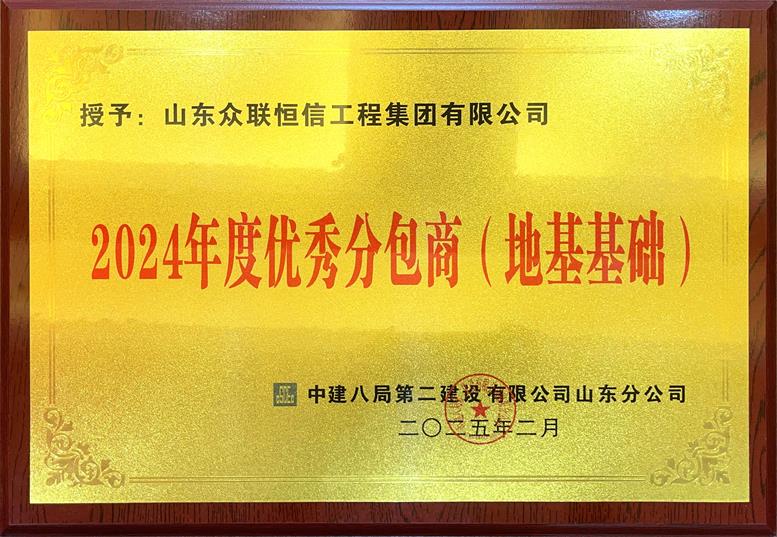 授予：山东众联恒信工程集团有限公司
2024年度优秀分包商（地基基础）
CSCEC 中建八局第二建设有限公司山东分公司
二〇二五年二月